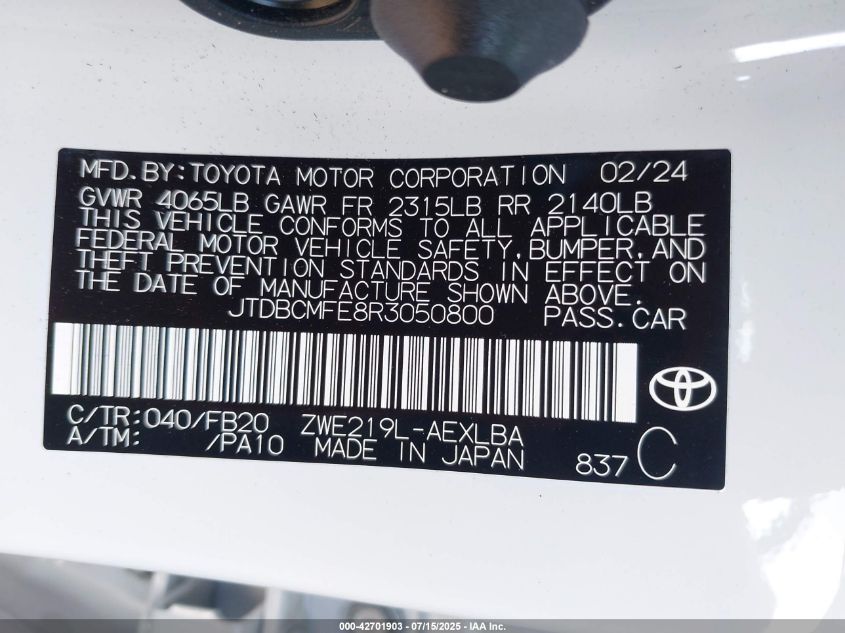 MFD.BY:TOYOTA MOTOR CORPORATION 02/24
GVWR 4065LB GAWR FR 2315LB RR 2140LB
THIS VEHICLE CONFORMS TO ALL APPLICABLE
FEDERAL MOTOR VEHICLE SAFETY,BUMPER,AND
THEFT PREVENTION STANDARDS IN EFFECT ON
THE DATE OF MANUFACTURE SHOWN ABOVE.
JTDBCMFE8R3050800 PASS.CAR
C/TR:040/FB20 ZWE219L-AEXLBA
A/TM: /PA10 MADE IN JAPAN 837 C
000-42701903 - 07/15/2025 - IAA Inc.